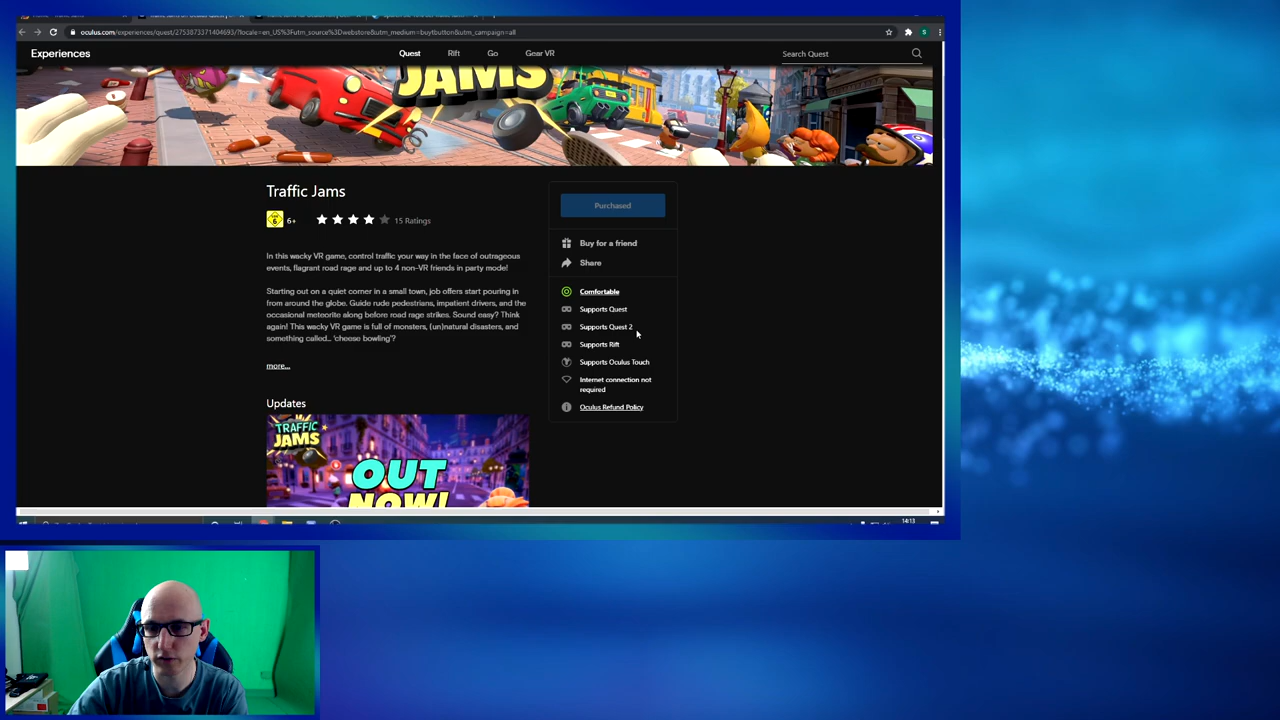 oculus.com/experiences/quest/2753873371404693/?locale=en_US%3Futm_source%3Dwebstore&utm_medium=buy1button&utm_campaign=all
Experiences
Quest
Rift
Go
Gear VR
Search Quest
JAMS
Traffic Jams
6
6+
15 Ratings
In this wacky VR game, control traffic your way in the face of outrageous
events, flagrant road rage and up to 4 non-VR friends in party mode!
Starting out on a quiet corner in a small town, job offers start pouring in
from around the globe. Guide rude pedestrians, impatient drivers, and the
occasional meteorite along before road rage strikes. Sound easy? Think
again! This wacky VR game is full of monsters, (un)natural disasters, and
something called... 'cheese bowling'?
more...
Updates
TRAFFIC
JAMS
OUT
NOW!
Purchased
Buy for a friend
Share
Comfortable
Supports Quest
Supports Quest 2
Supports Rift
Supports Oculus Touch
Internet connection not
required
Oculus Refund Policy
14:13